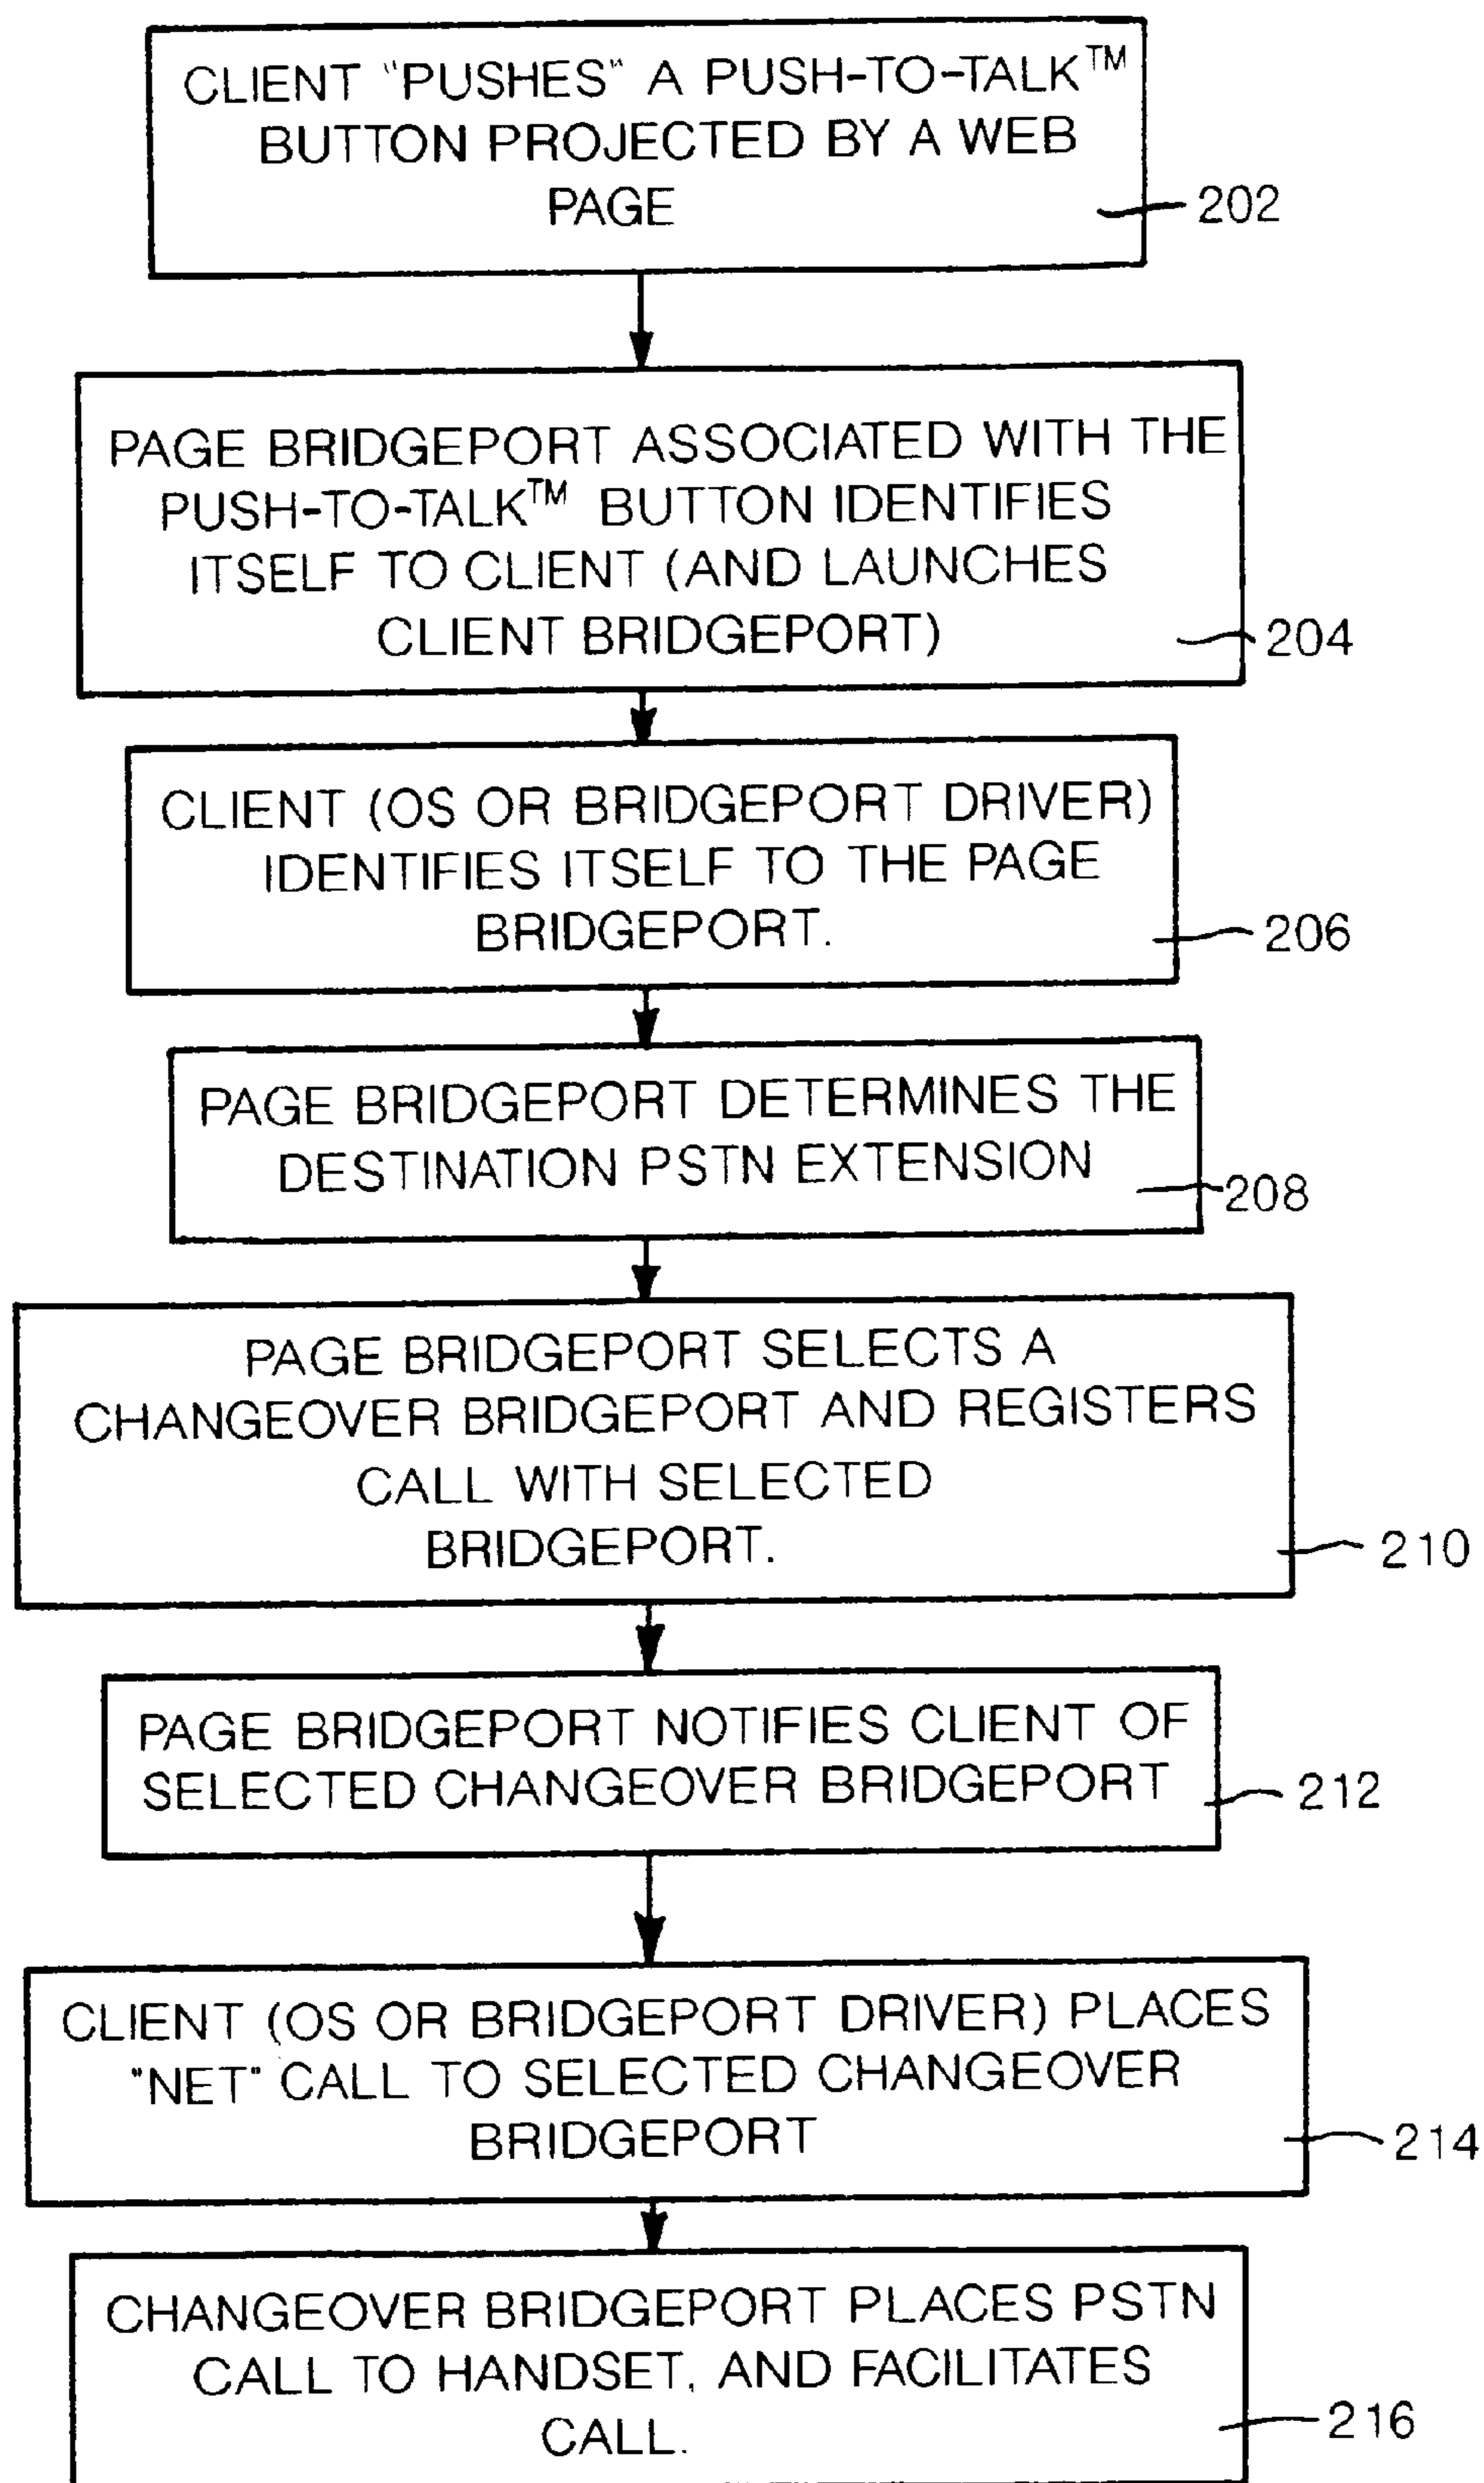 CLIENT "PUSHES" A PUSH-TO-TALK™
BUTTON PROJECTED BY A WEB
PAGE
202
PAGE BRIDGEPORT ASSOCIATED WITH THE
PUSH-TO-TALK™ BUTTON IDENTIFIES
ITSELF TO CLIENT (AND LAUNCHES
CLIENT BRIDGEPORT)
204
CLIENT (OS OR BRIDGEPORT DRIVER)
IDENTIFIES ITSELF TO THE PAGE
BRIDGEPORT.
206
PAGE BRIDGEPORT DETERMINES THE
DESTINATION PSTN EXTENSION
208
PAGE BRIDGEPORT SELECTS A
CHANGEOVER BRIDGEPORT AND REGISTERS
CALL WITH SELECTED
BRIDGEPORT.
210
PAGE BRIDGEPORT NOTIFIES CLIENT OF
SELECTED CHANGEOVER BRIDGEPORT
212
CLIENT (OS OR BRIDGEPORT DRIVER) PLACES
"NET" CALL TO SELECTED CHANGEOVER
BRIDGEPORT
214
CHANGEOVER BRIDGEPORT PLACES PSTN
CALL TO HANDSET, AND FACILITATES
CALL.
216